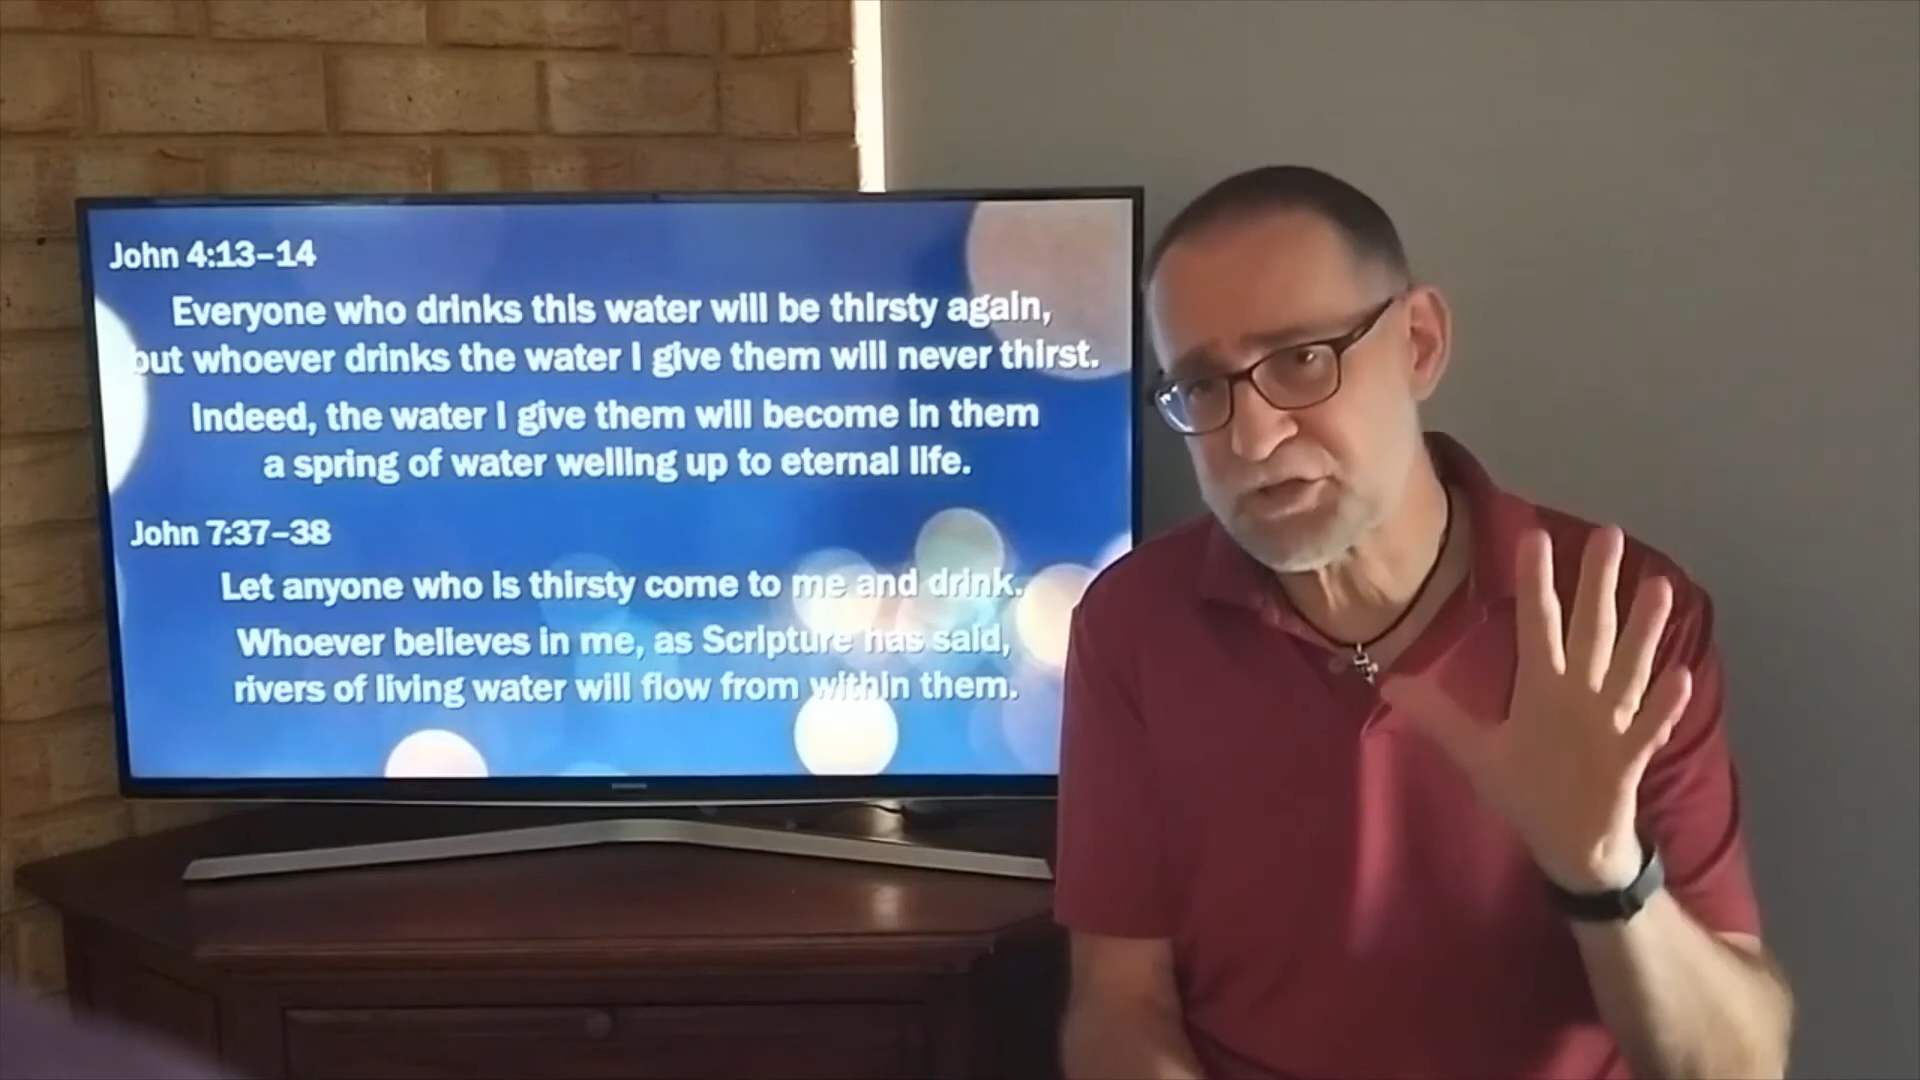 John 4:13–14
Everyone who drinks this water will be thirsty again,
but whoever drinks the water I give them will never thirst.
Indeed, the water I give them will become in them
a spring of water welling up to eternal life.
John 7:37–38
Let anyone who is thirsty come to me and drink.
Whoever believes in me, as Scripture has said,
rivers of living water will flow from within them.
SAMSUNG